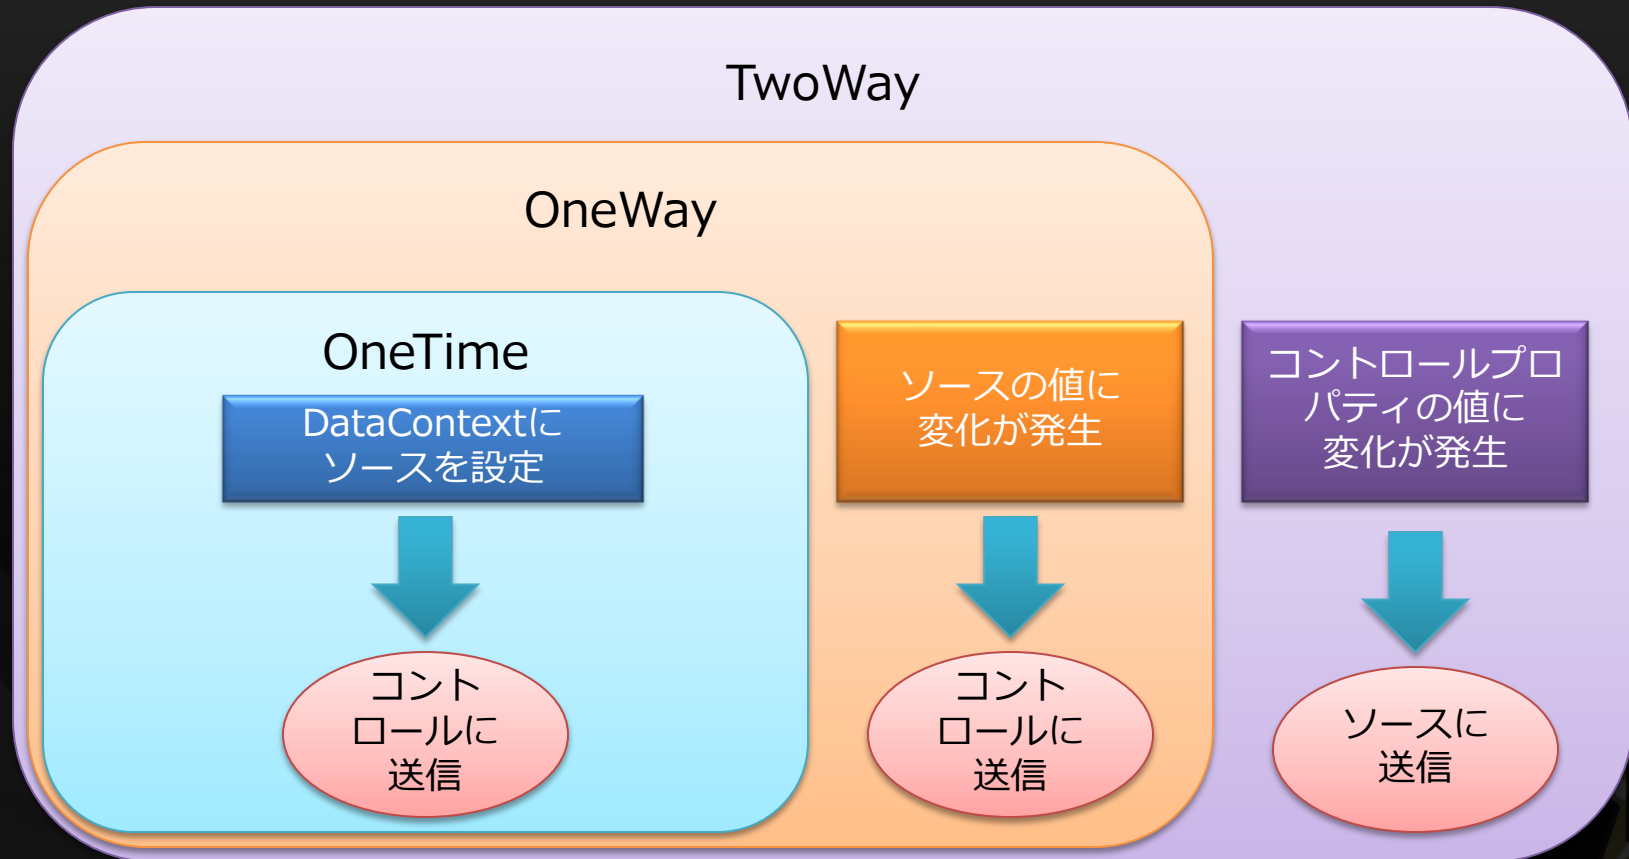 TwoWay
OneWay
OneTime
DataContextに
ソースを設定
コント
ロールに
送信
ソースの値に
変化が発生
コント
ロールに
送信
コントロールプロ
パティの値に
変化が発生
ソースに
送信